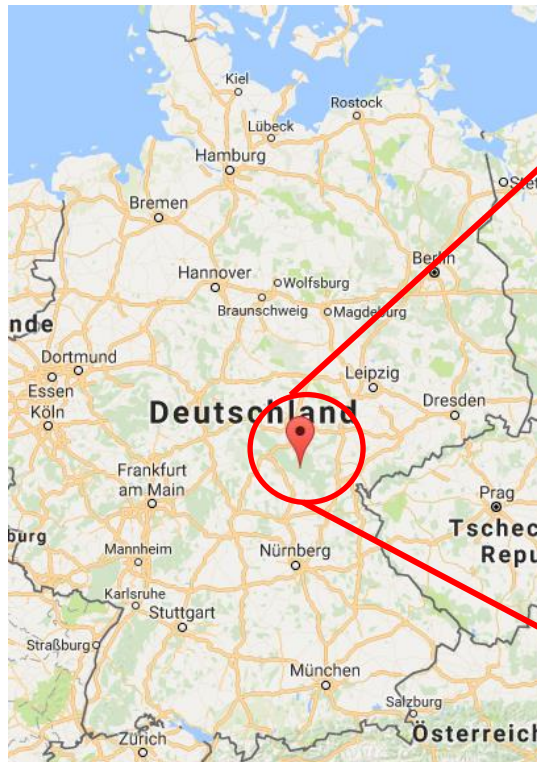 Kiel
Rostock
Lübeck
Hamburg
Bremen
Berlin
Hannover
Wolfsburg
Braunschweig
Magdeburg
nde
Dortmund
Essen
Leipzig
Köln
Deutschland
Dresden
Frankfurt
am Main
Prag
Tschec
Repu
burg
Mannheim
Nürnberg
Karlsruhe
Stuttgart
Straßburg
München
Salzburg
Österreich
Zürich